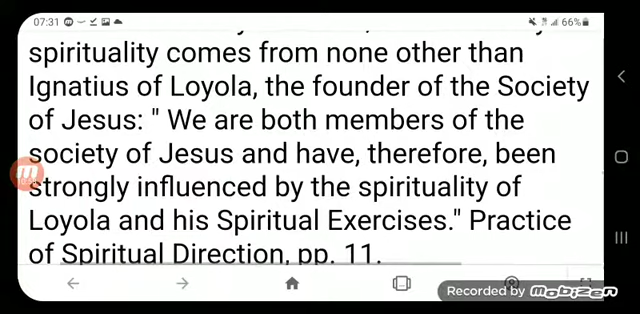 07:31
66%
spirituality comes from none other than
Ignatius of Loyola, the founder of the Society
of Jesus: " We are both members of the
society of Jesus and have, therefore, been
strongly influenced by the spirituality of
Loyola and his Spiritual Exercises." Practice
of Spiritual Direction, pp. 11.
Recorded by Mobizen